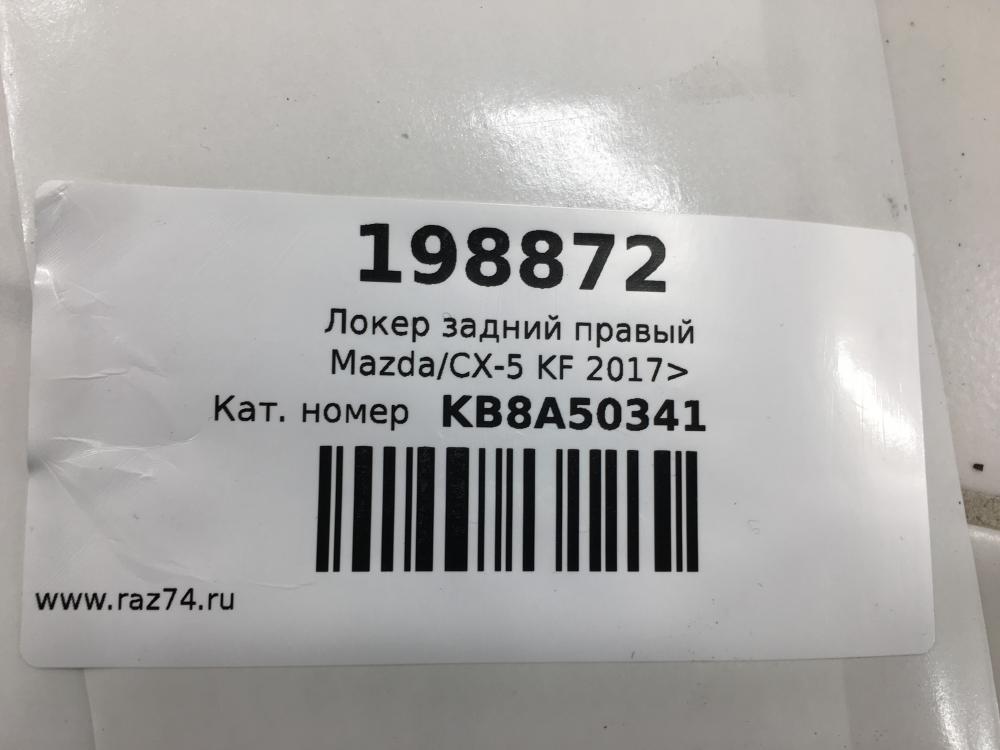 198872
Локер задний правый
Mazda/CX-5 KF 2017>
Кат. номер KB8A50341
www.raz74.ru